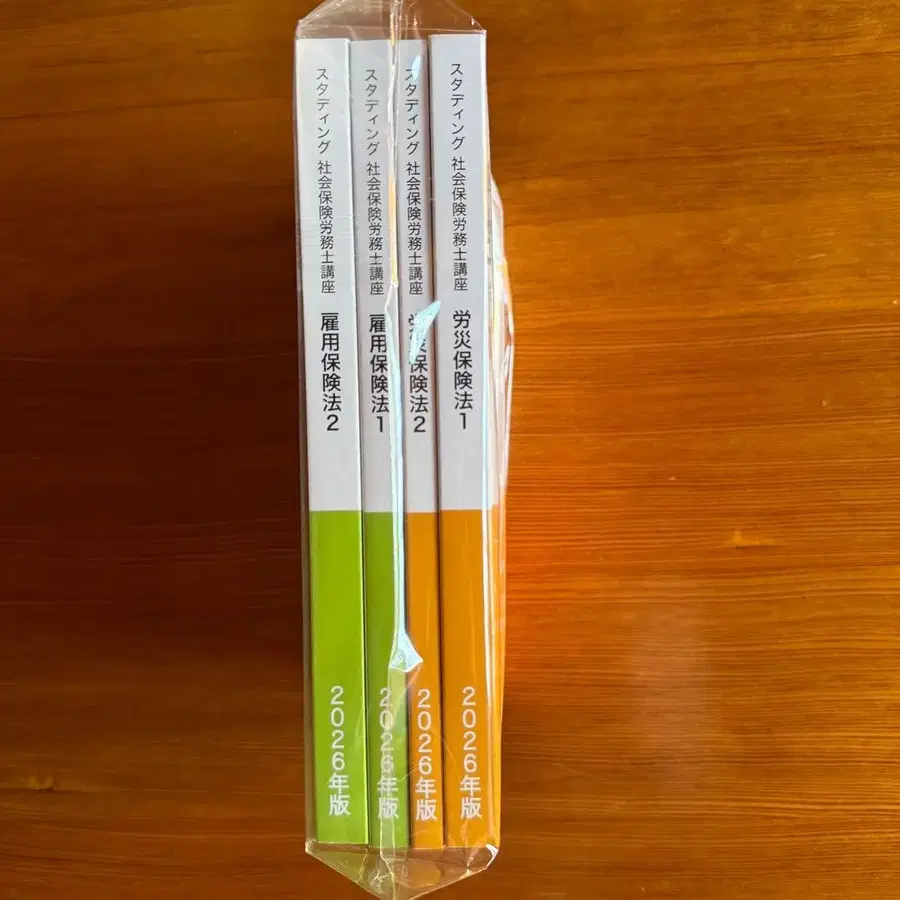 スタディング 社会保険労務士講座 雇用保険法2 2026年版
スタディング 社会保険労務士講座 雇用保険法1 2026年版
スタディング 社会保険労務士講座 労災保険法2 2026年版
スタディング 社会保険労務士講座 労災保険法1 2026年版